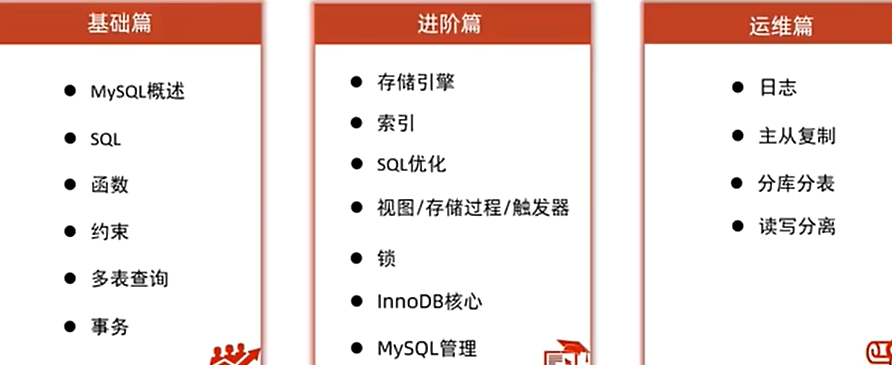 基础篇
MySQL概述
SQL
函数
约束
多表查询
事务
进阶篇
存储引擎
索引
SQL优化
视图/存储过程/触发器
锁
InnoDB核心
MySQL管理
运维篇
日志
主从复制
分库分表
读写分离